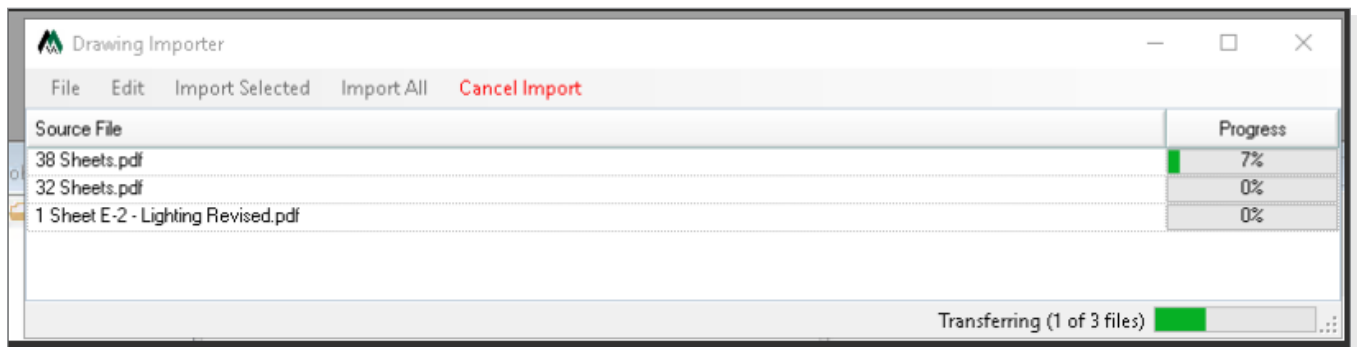 Drawing Importer
File Edit Import Selected Import All Cancel Import
Source File Progress
38 Sheets.pdf 7%
32 Sheets.pdf 0%
1 Sheet E-2 - Lighting Revised.pdf 0%
Transferring (1 of 3 files)